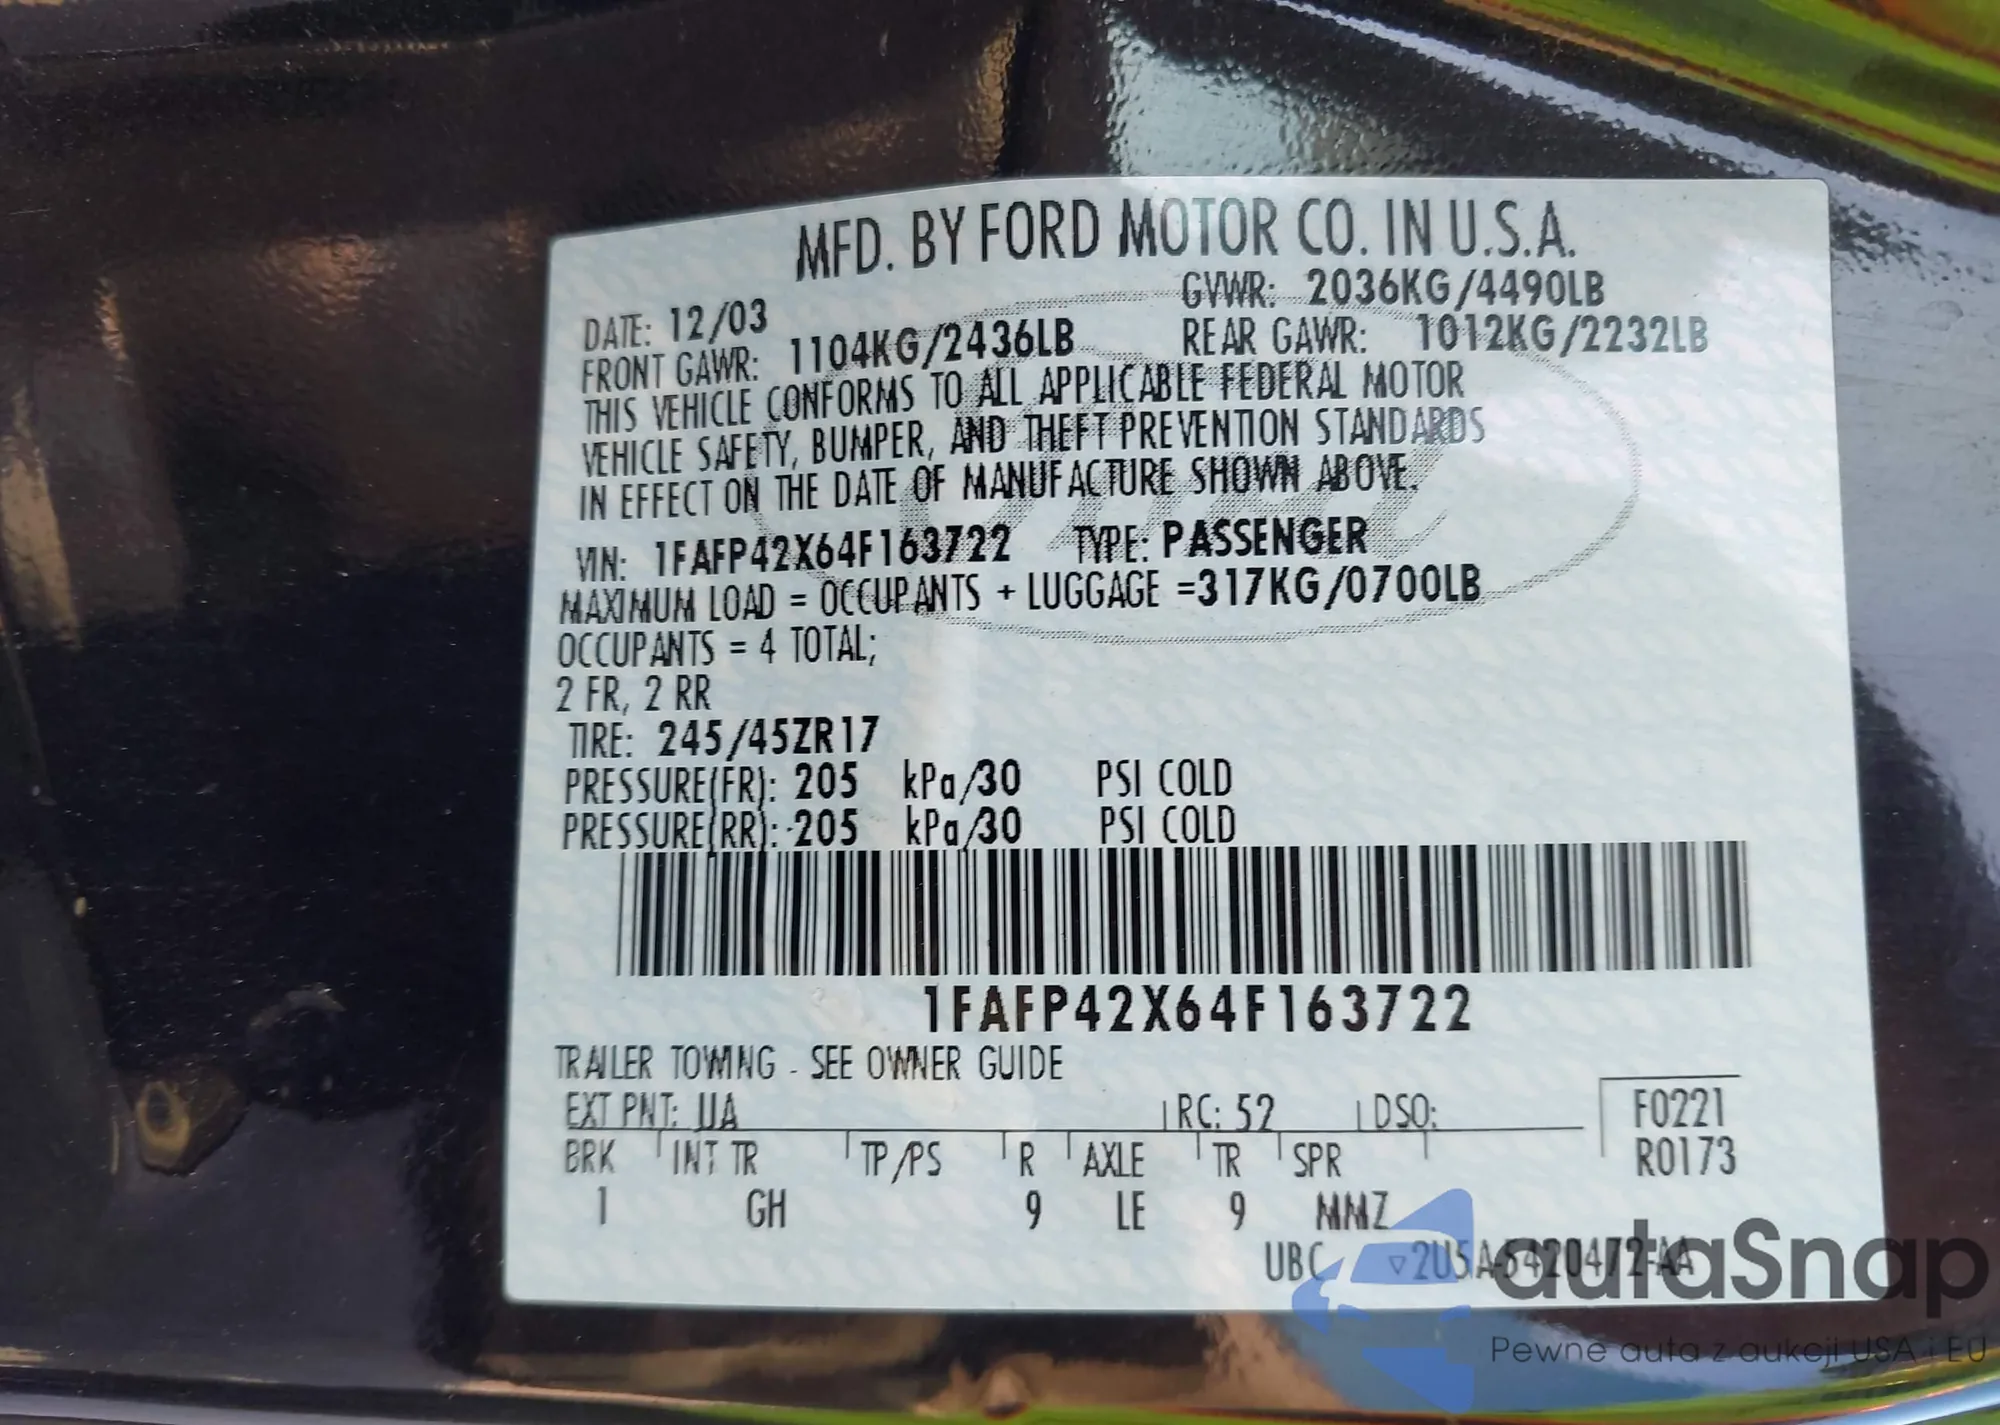 MFD. BY FORD MOTOR CO. IN U.S.A.
DATE: 12/03 GVWR: 2036KG/4490LB
FRONT GAWR: 1104KG/2436LB REAR GAWR: 1012KG/2232LB
THIS VEHICLE CONFORMS TO ALL APPLICABLE FEDERAL MOTOR
VEHICLE SAFETY, BUMPER, AND THEFT PREVENTION STANDARDS
IN EFFECT ON THE DATE OF MANUFACTURE SHOWN ABOVE.
VIN: 1FAFP42X64F163722 TYPE: PASSENGER
MAXIMUM LOAD = OCCUPANTS + LUGGAGE =317KG/0700LB
OCCUPANTS = 4 TOTAL;
2 FR, 2 RR
TIRE: 245/45ZR17
PRESSURE(FR): 205 kPa/30 PSI COLD
PRESSURE(RR): 205 kPa/30 PSI COLD
1FAFP42X64F163722
TRAILER TOWING - SEE OWNER GUIDE
EXT PNT: UA RC: 52 DSO: F0221
BRK INT TR TP/PS R AXLE TR SPR R0173
1 GH 9 LE 9 MMZ
UBC ▽2U5A-5420472-AA
autaSnap
Pewne auta z aukcji USA i EU